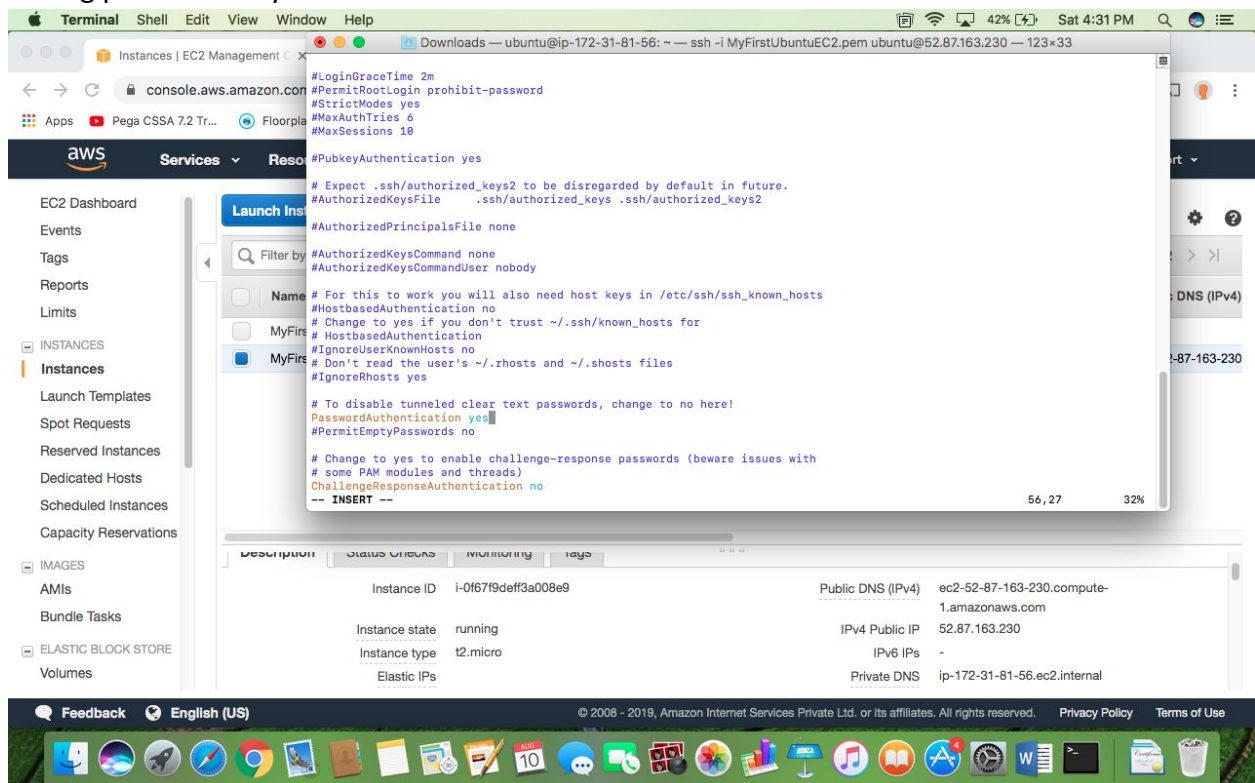 Terminal Shell Edit View Window Help 42% Sat 4:31 PM
Instances | EC2 Management C
Downloads — ubuntu@ip-172-31-81-56: ~ — ssh -i MyFirstUbuntuEC2.pem ubuntu@52.87.163.230 — 123×33
console.aws.amazon.com
Apps Pega CSSA 7.2 Tr... Floorpla
aws Services Reso rt
EC2 Dashboard
Events
Tags
Reports
Limits
INSTANCES
Instances
Launch Templates
Spot Requests
Reserved Instances
Dedicated Hosts
Scheduled Instances
Capacity Reservations
IMAGES
AMIs
Bundle Tasks
ELASTIC BLOCK STORE
Volumes
Launch Inst
Filter by
Name : DNS (IPv4)
MyFirs
MyFirs 2-87-163-230
#LoginGraceTime 2m
#PermitRootLogin prohibit-password
#StrictModes yes
#MaxAuthTries 6
#MaxSessions 10
#PubkeyAuthentication yes
# Expect .ssh/authorized_keys2 to be disregarded by default in future.
#AuthorizedKeysFile .ssh/authorized_keys .ssh/authorized_keys2
#AuthorizedPrincipalsFile none
#AuthorizedKeysCommand none
#AuthorizedKeysCommandUser nobody
# For this to work you will also need host keys in /etc/ssh/ssh_known_hosts
#HostbasedAuthentication no
# Change to yes if you don't trust ~/.ssh/known_hosts for
# HostbasedAuthentication
#IgnoreUserKnownHosts no
# Don't read the user's ~/.rhosts and ~/.shosts files
#IgnoreRhosts yes
# To disable tunneled clear text passwords, change to no here!
PasswordAuthentication yes
#PermitEmptyPasswords no
# Change to yes to enable challenge-response passwords (beware issues with
# some PAM modules and threads)
ChallengeResponseAuthentication no
-- INSERT -- 56,27 32%
Description Status Checks Monitoring Tags
Instance ID i-0f67f9deff3a008e9
Public DNS (IPv4) ec2-52-87-163-230.compute-
1.amazonaws.com
Instance state running
IPv4 Public IP 52.87.163.230
Instance type t2.micro
IPv6 IPs -
Elastic IPs
Private DNS ip-172-31-81-56.ec2.internal
Feedback English (US) © 2008 - 2019, Amazon Internet Services Private Ltd. or its affiliates. All rights reserved. Privacy Policy Terms of Use
AUG
10
4
W